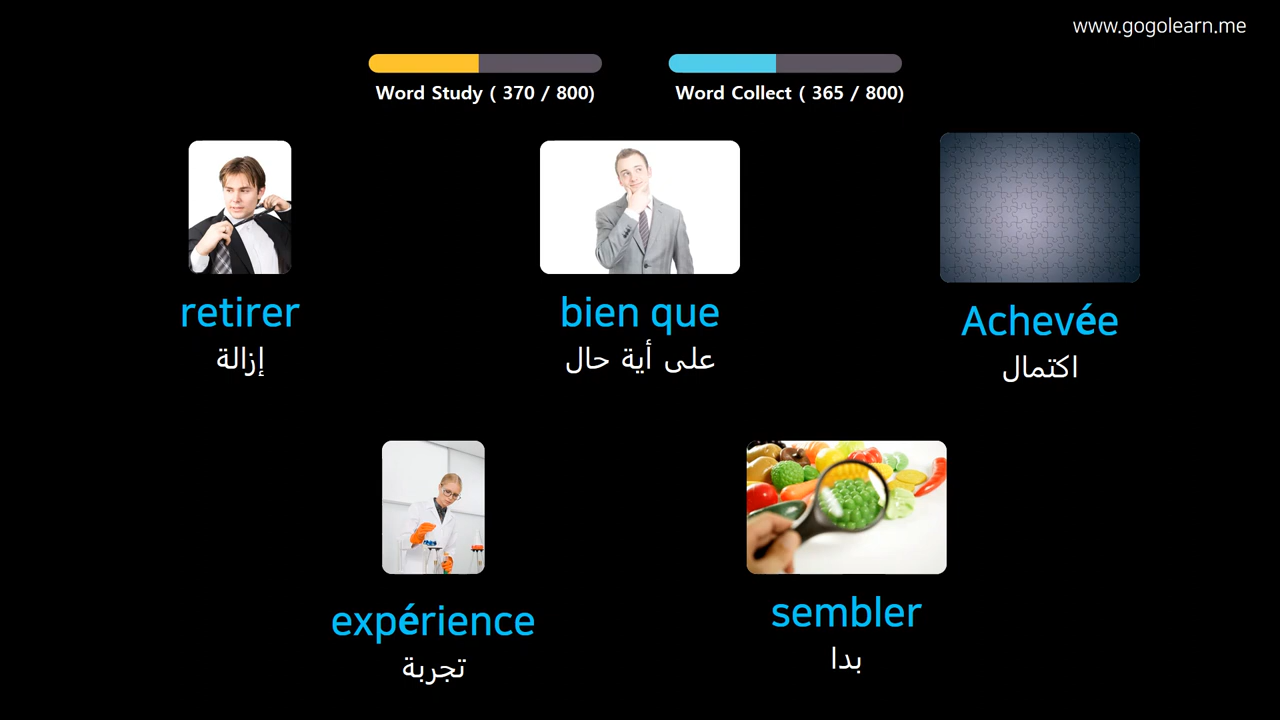 www.gogolearn.me
Word Study ( 370 / 800)
Word Collect ( 365 / 800)
retirer
إزالة
bien que
على أية حال
Achevée
اكتمال
expérience
تجربة
sembler
بدا